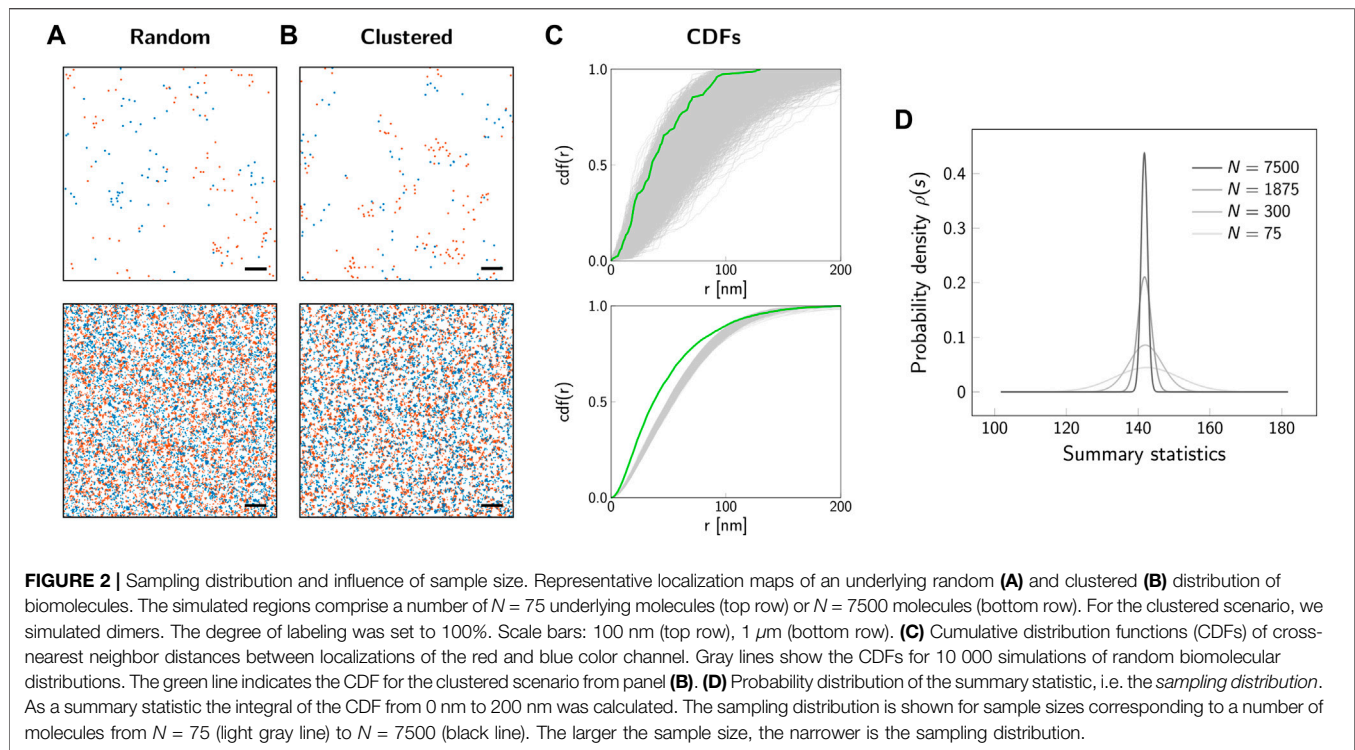 A Random B Clustered C CDFs
1.0
0.5
0.0
cdf(r)
0 100 200
r [nm]
1.0
0.5
0.0
cdf(r)
0 100 200
r [nm]
D
Probability density ρ(s)
0.4
0.3
0.2
0.1
0
N = 7500
N = 1875
N = 300
N = 75
100 120 140 160 180
Summary statistics
FIGURE 2 | Sampling distribution and influence of sample size. Representative localization maps of an underlying random (A) and clustered (B) distribution of
biomolecules. The simulated regions comprise a number of N = 75 underlying molecules (top row) or N = 7500 molecules (bottom row). For the clustered scenario, we
simulated dimers. The degree of labeling was set to 100%. Scale bars: 100 nm (top row), 1 µm (bottom row). (C) Cumulative distribution functions (CDFs) of cross-
nearest neighbor distances between localizations of the red and blue color channel. Gray lines show the CDFs for 10 000 simulations of random biomolecular
distributions. The green line indicates the CDF for the clustered scenario from panel (B). (D) Probability distribution of the summary statistic, i.e. the sampling distribution.
As a summary statistic the integral of the CDF from 0 nm to 200 nm was calculated. The sampling distribution is shown for sample sizes corresponding to a number of
molecules from N = 75 (light gray line) to N = 7500 (black line). The larger the sample size, the narrower is the sampling distribution.